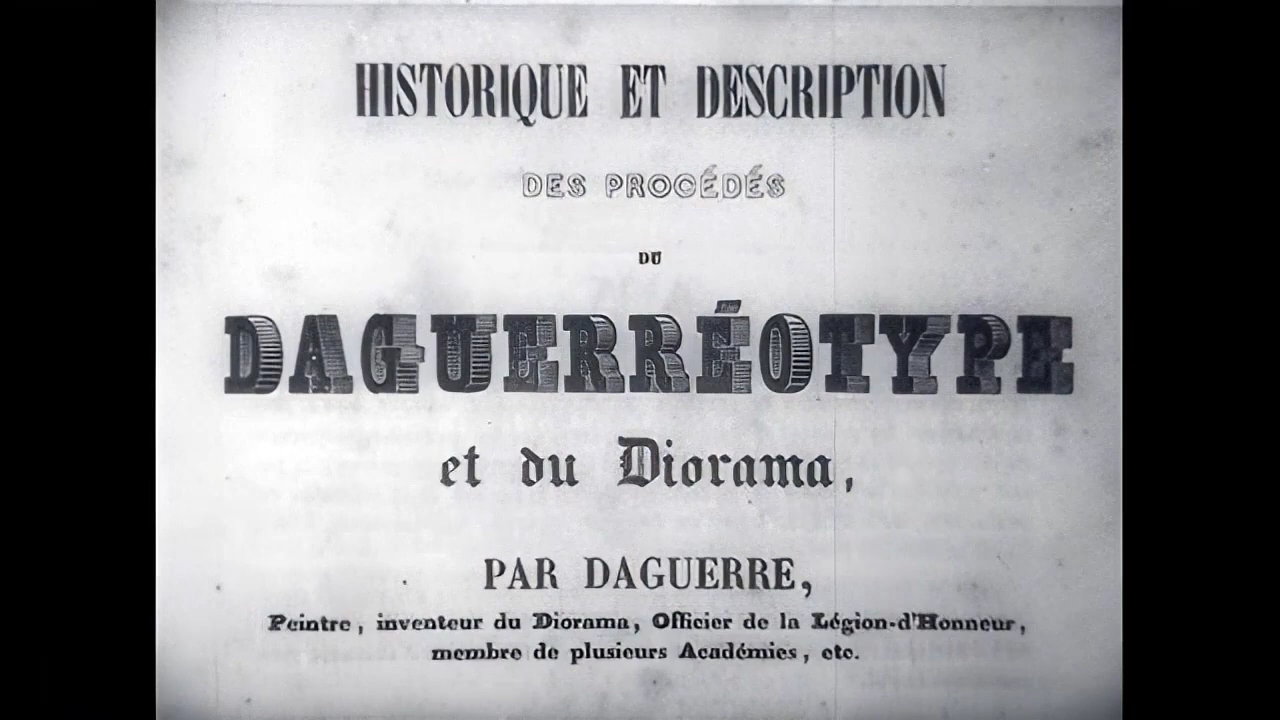 HISTORIQUE ET DESCRIPTION
DES PROCÉDÉS
DU
DAGUERRÉOTYPE
et du Diorama,
PAR DAGUERRE,
Peintre, inventeur du Diorama, Officier de la Légion-d'Honneur,
membre de plusieurs Académies, etc.